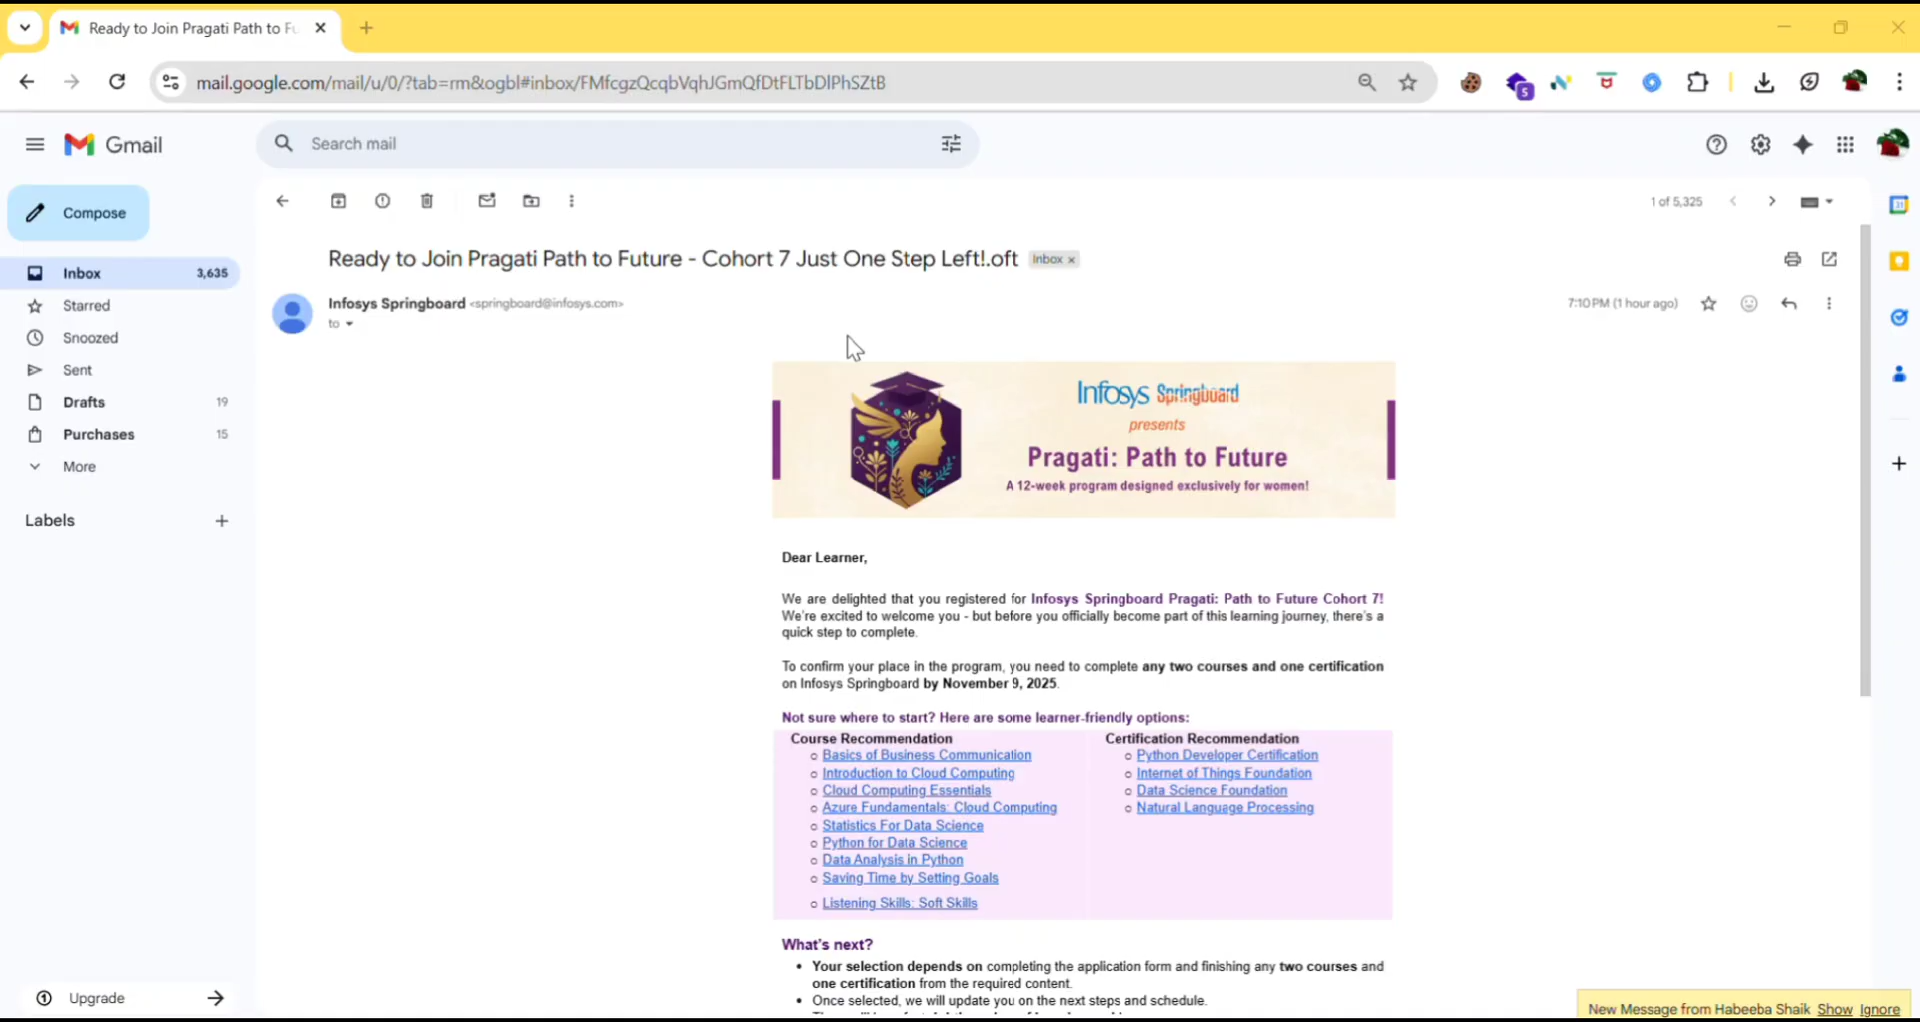 Ready to Join Pragati Path to Fu
mail.google.com/mail/u/0/?tab=rm&ogbl#inbox/FMfcgzQcqbVqhJGmQfDtFLTbDlPhSZtB
S
Gmail
Search mail
Compose
1 of 5,325
Ready to Join Pragati Path to Future - Cohort 7 Just One Step Left!.oft
Inbox x
Inbox 3,635
Starred
Snoozed
Sent
Drafts 19
Purchases 15
More
Labels
Upgrade
Infosys Springboard <springboard@infosys.com>
7:10 PM (1 hour ago)
to
Infosys Springboard
presents
Pragati: Path to Future
A 12-week program designed exclusively for women!
Dear Learner,
We are delighted that you registered for Infosys Springboard Pragati: Path to Future Cohort 7!
We're excited to welcome you - but before you officially become part of this learning journey, there's a
quick step to complete.
To confirm your place in the program, you need to complete any two courses and one certification
on Infosys Springboard by November 9, 2025.
Not sure where to start? Here are some learner-friendly options:
Course Recommendation
Basics of Business Communication
Introduction to Cloud Computing
Cloud Computing Essentials
Azure Fundamentals: Cloud Computing
Statistics For Data Science
Python for Data Science
Data Analysis in Python
Saving Time by Setting Goals
Listening Skills: Soft Skills
Certification Recommendation
Python Developer Certification
Internet of Things Foundation
Data Science Foundation
Natural Language Processing
What's next?
Your selection depends on completing the application form and finishing any two courses and
one certification from the required content.
Once selected, we will update you on the next steps and schedule.
New Message from Habeeba Shaik Show Ignore